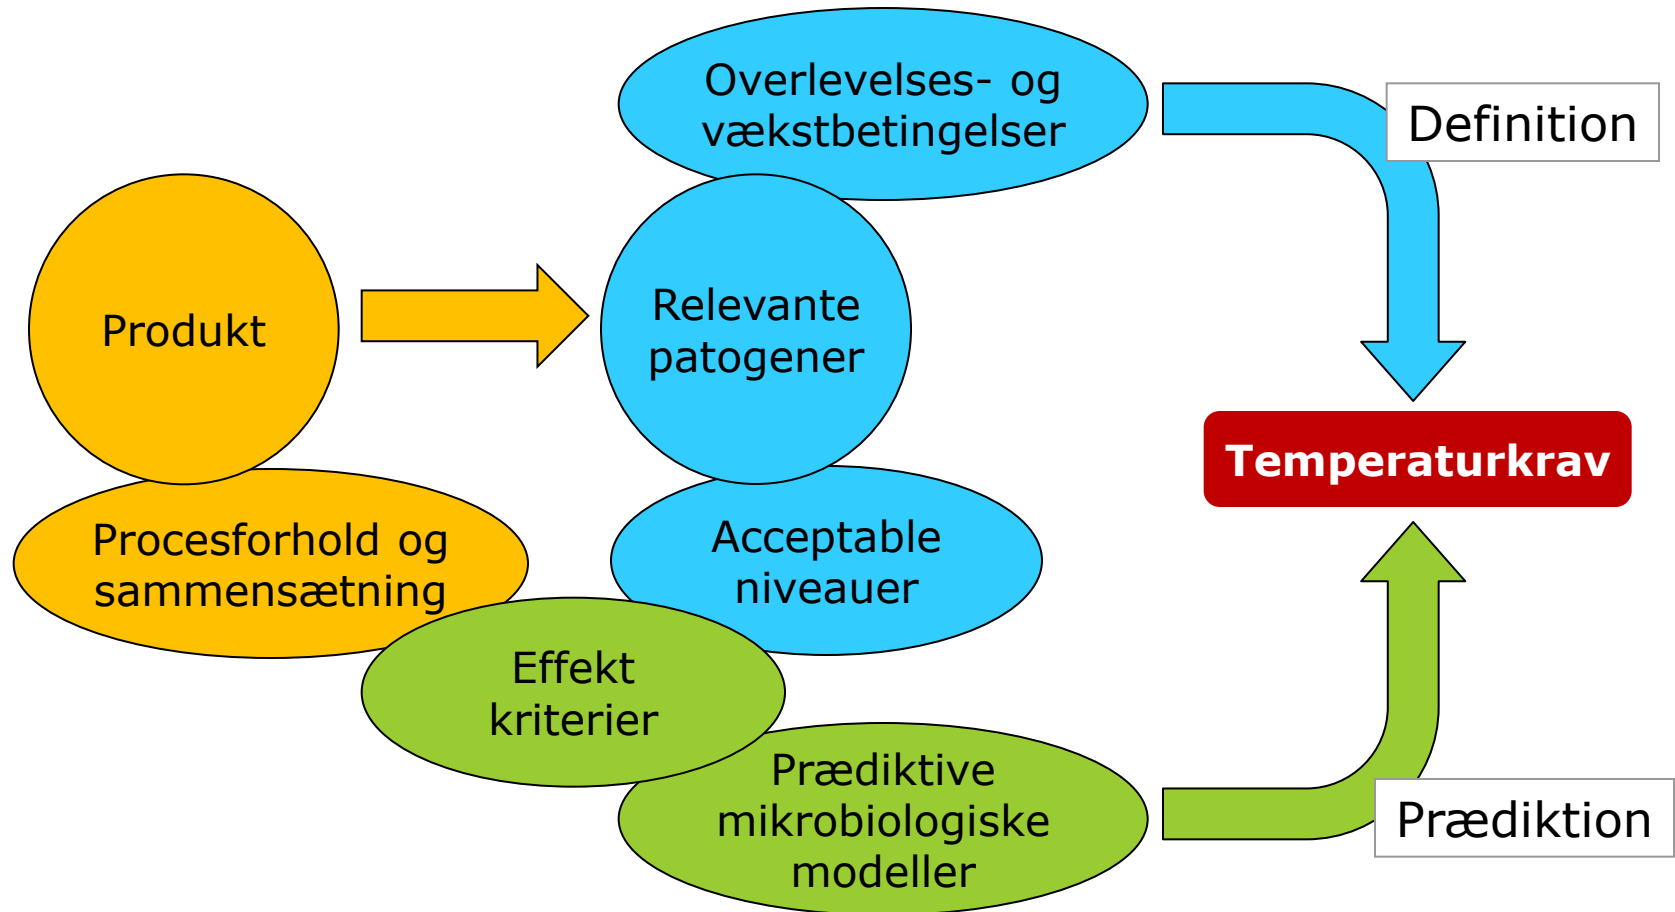 Overlevelses- og
vækstbetingelser
Definition
Produkt
Relevante
patogener
Temperaturkrav
Procesforhold og
sammensætning
Acceptable
niveauer
Effekt
kriterier
Prædiktive
mikrobiologiske
modeller
Prædiktion